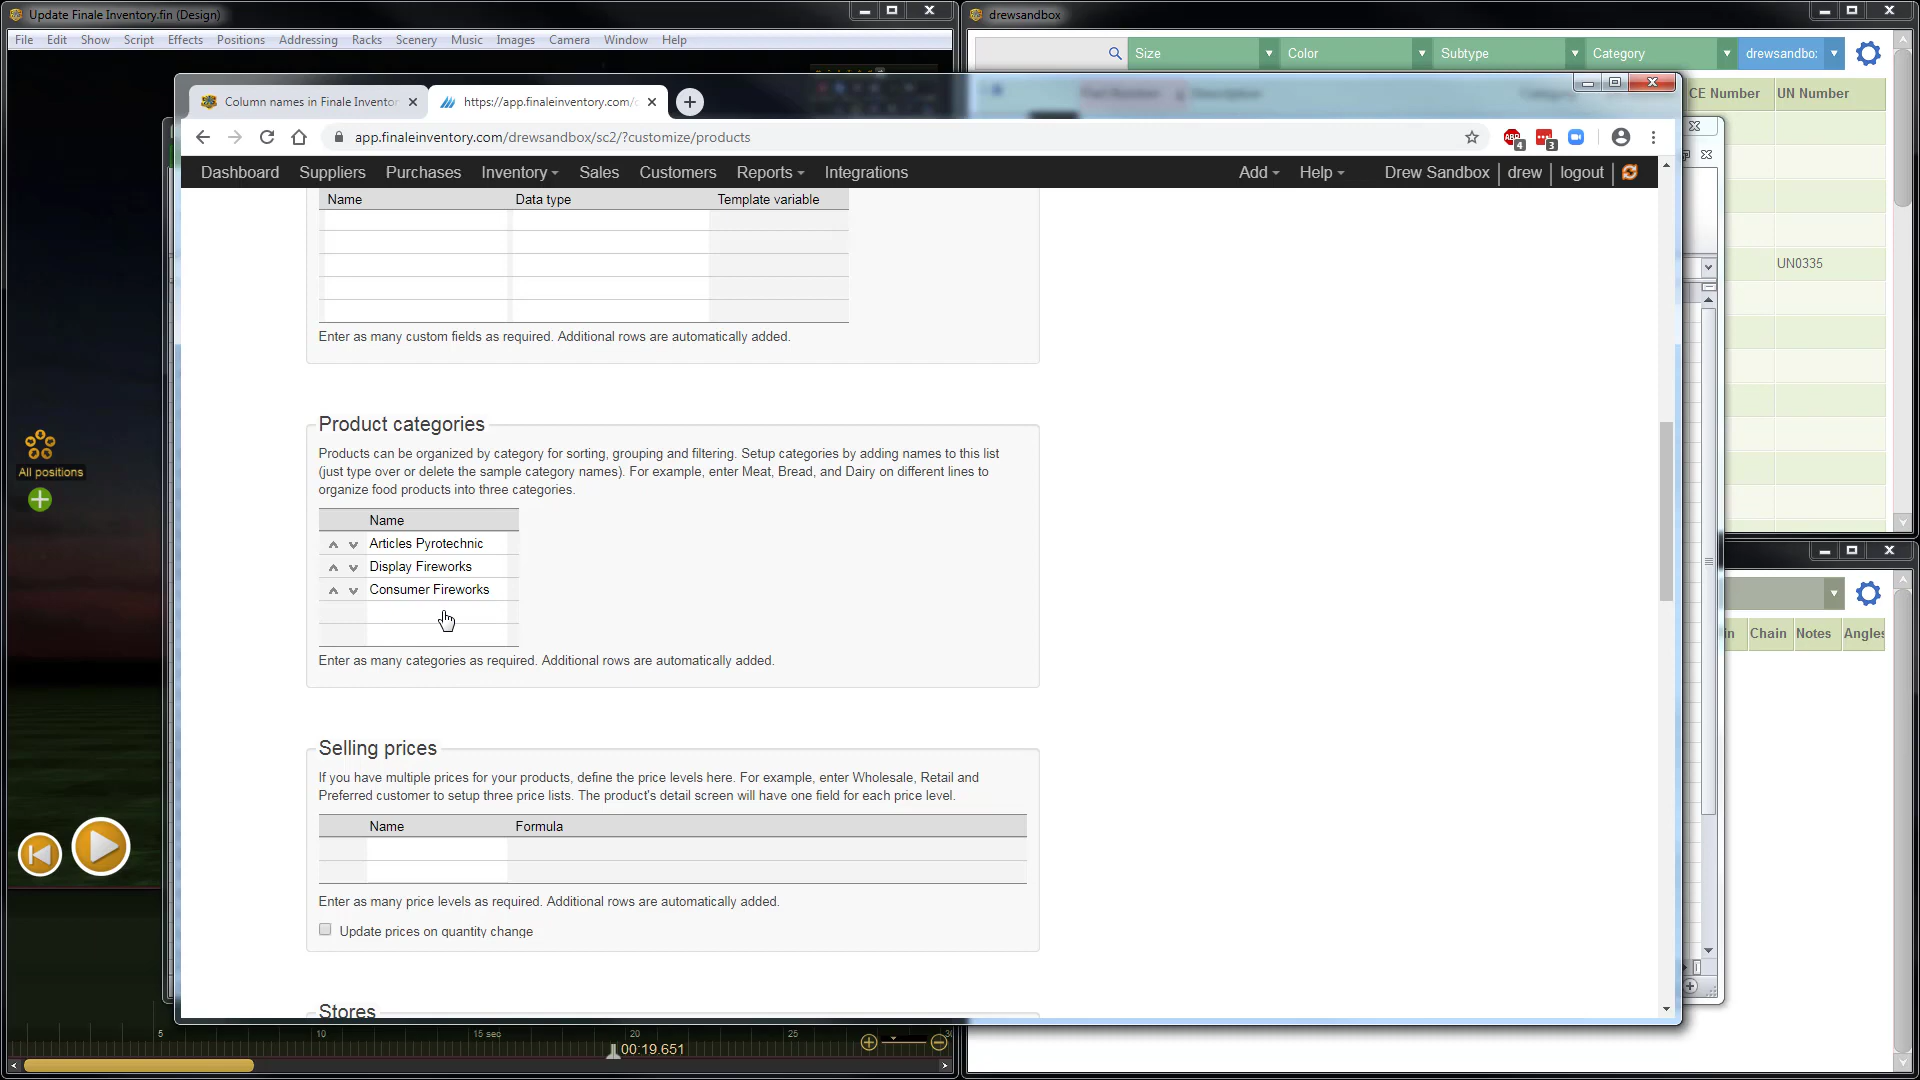 Update Finale Inventory.fin (Design)
File Edit Show Script Effects Positions Addressing Racks Scenery Music Images Camera Window Help
drewsandbox
Size Color Subtype Category drewsandbo:
CE Number UN Number
UN0335
in Chain Notes Angles
All positions
Column names in Finale Inventor
https://app.finaleinventory.com/
app.finaleinventory.com/drewsandbox/sc2/?customize/products
4
3
Dashboard Suppliers Purchases Inventory Sales Customers Reports Integrations Add Help Drew Sandbox drew logout
Name Data type Template variable
Enter as many custom fields as required. Additional rows are automatically added.
Product categories
Products can be organized by category for sorting, grouping and filtering. Setup categories by adding names to this list
(just type over or delete the sample category names). For example, enter Meat, Bread, and Dairy on different lines to
organize food products into three categories.
Name
Articles Pyrotechnic
Display Fireworks
Consumer Fireworks
Enter as many categories as required. Additional rows are automatically added.
Selling prices
If you have multiple prices for your products, define the price levels here. For example, enter Wholesale, Retail and
Preferred customer to setup three price lists. The product's detail screen will have one field for each price level.
Name Formula
Enter as many price levels as required. Additional rows are automatically added.
Update prices on quantity change
Stores
5 10 15 sec 20 25
00:19.651